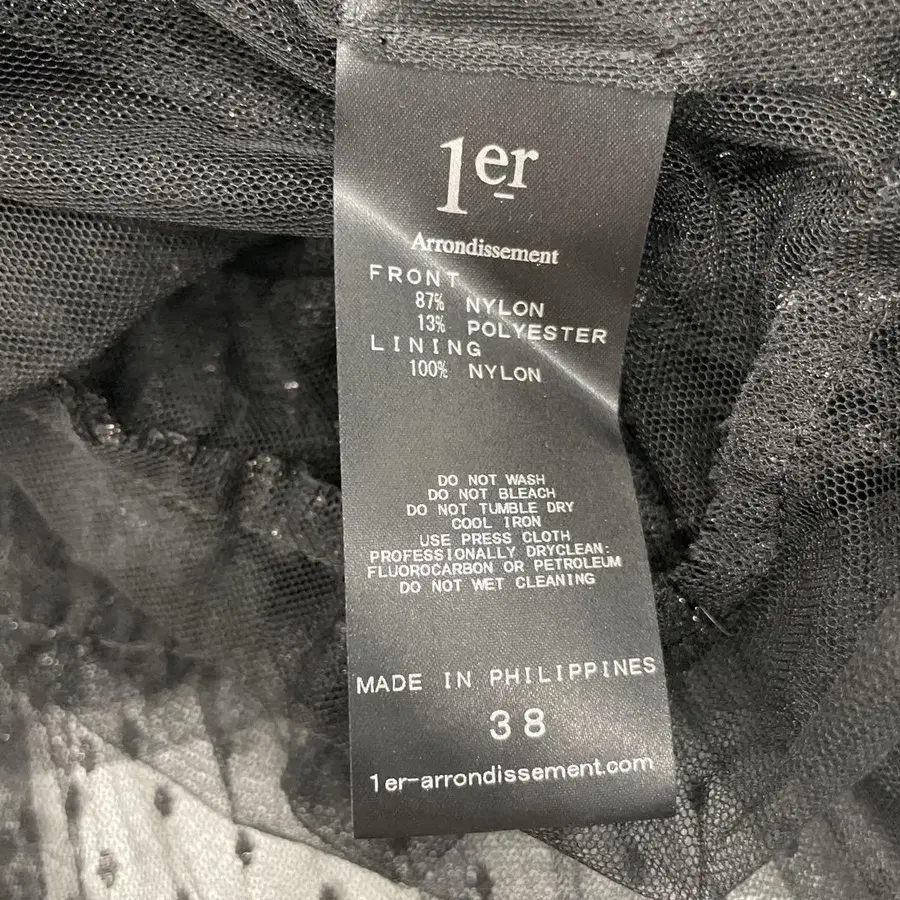 1er
Arrondissement
FRONT
87% NYLON
13% POLYESTER
LINING
100% NYLON
DO NOT WASH
DO NOT BLEACH
DO NOT TUMBLE DRY
COOL IRON
USE PRESS CLOTH
PROFESSIONALLY DRYCLEAN:
FLUOROCARBON OR PETROLEUM
DO NOT WET CLEANING
MADE IN PHILIPPINES
38
1er-arrondissement.com